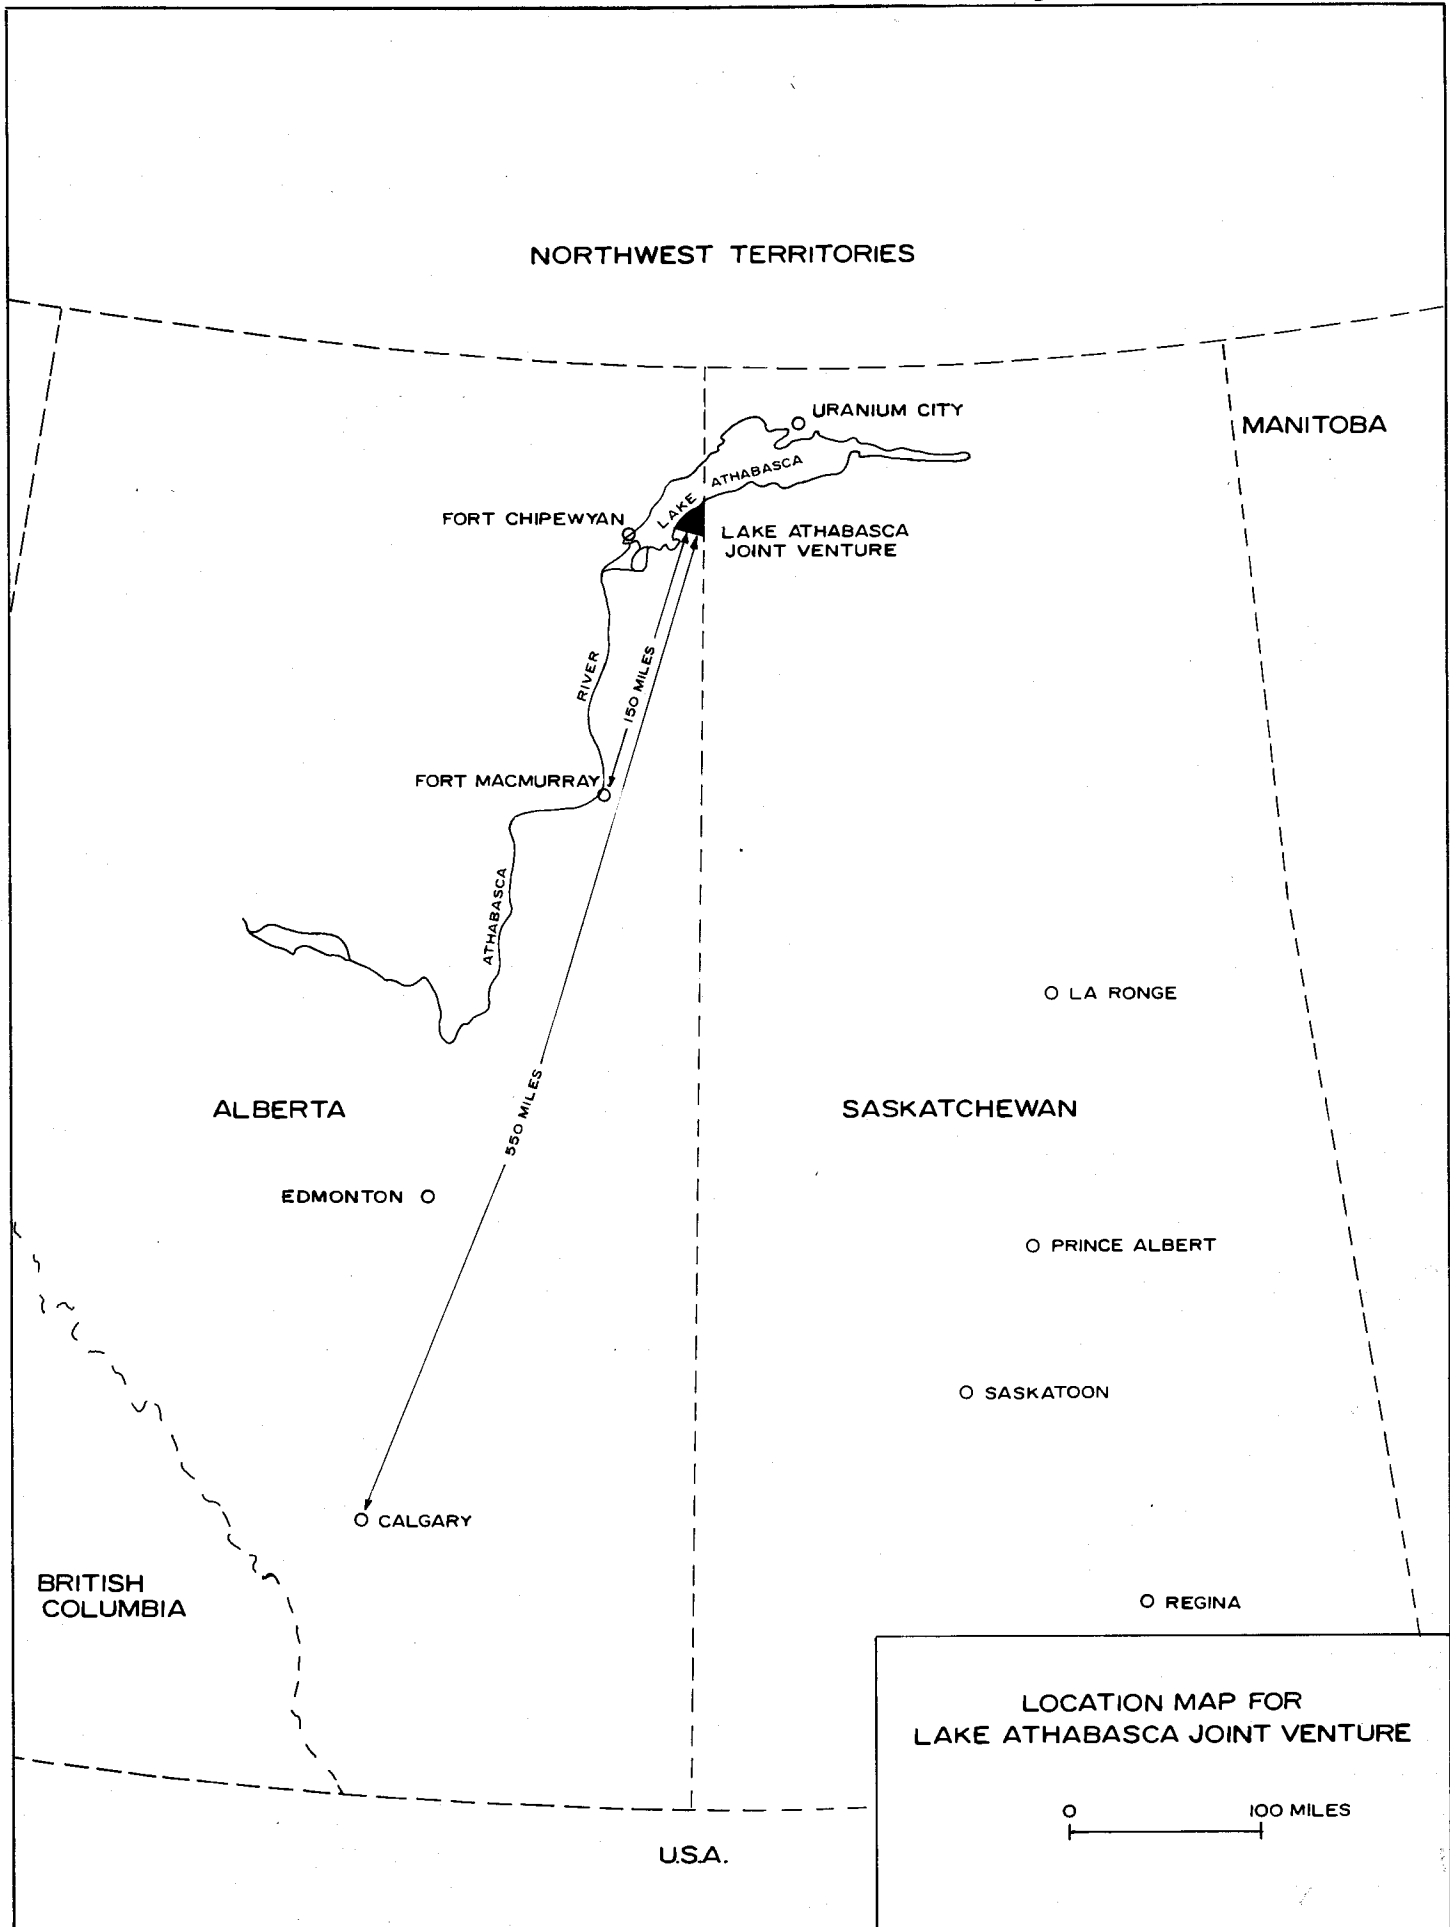 NORTHWEST TERRITORIES
URANIUM CITY
MANITOBA
LAKE ATHABASCA
FORT CHIPEWYAN
LAKE ATHABASCA
JOINT VENTURE
RIVER
150 MILES
FORT MACMURRAY
ATHABASCA
LA RONGE
550 MILES
ALBERTA
SASKATCHEWAN
EDMONTON
PRINCE ALBERT
SASKATOON
CALGARY
BRITISH
COLUMBIA
REGINA
LOCATION MAP FOR
LAKE ATHABASCA JOINT VENTURE
0 100 MILES
U.S.A.